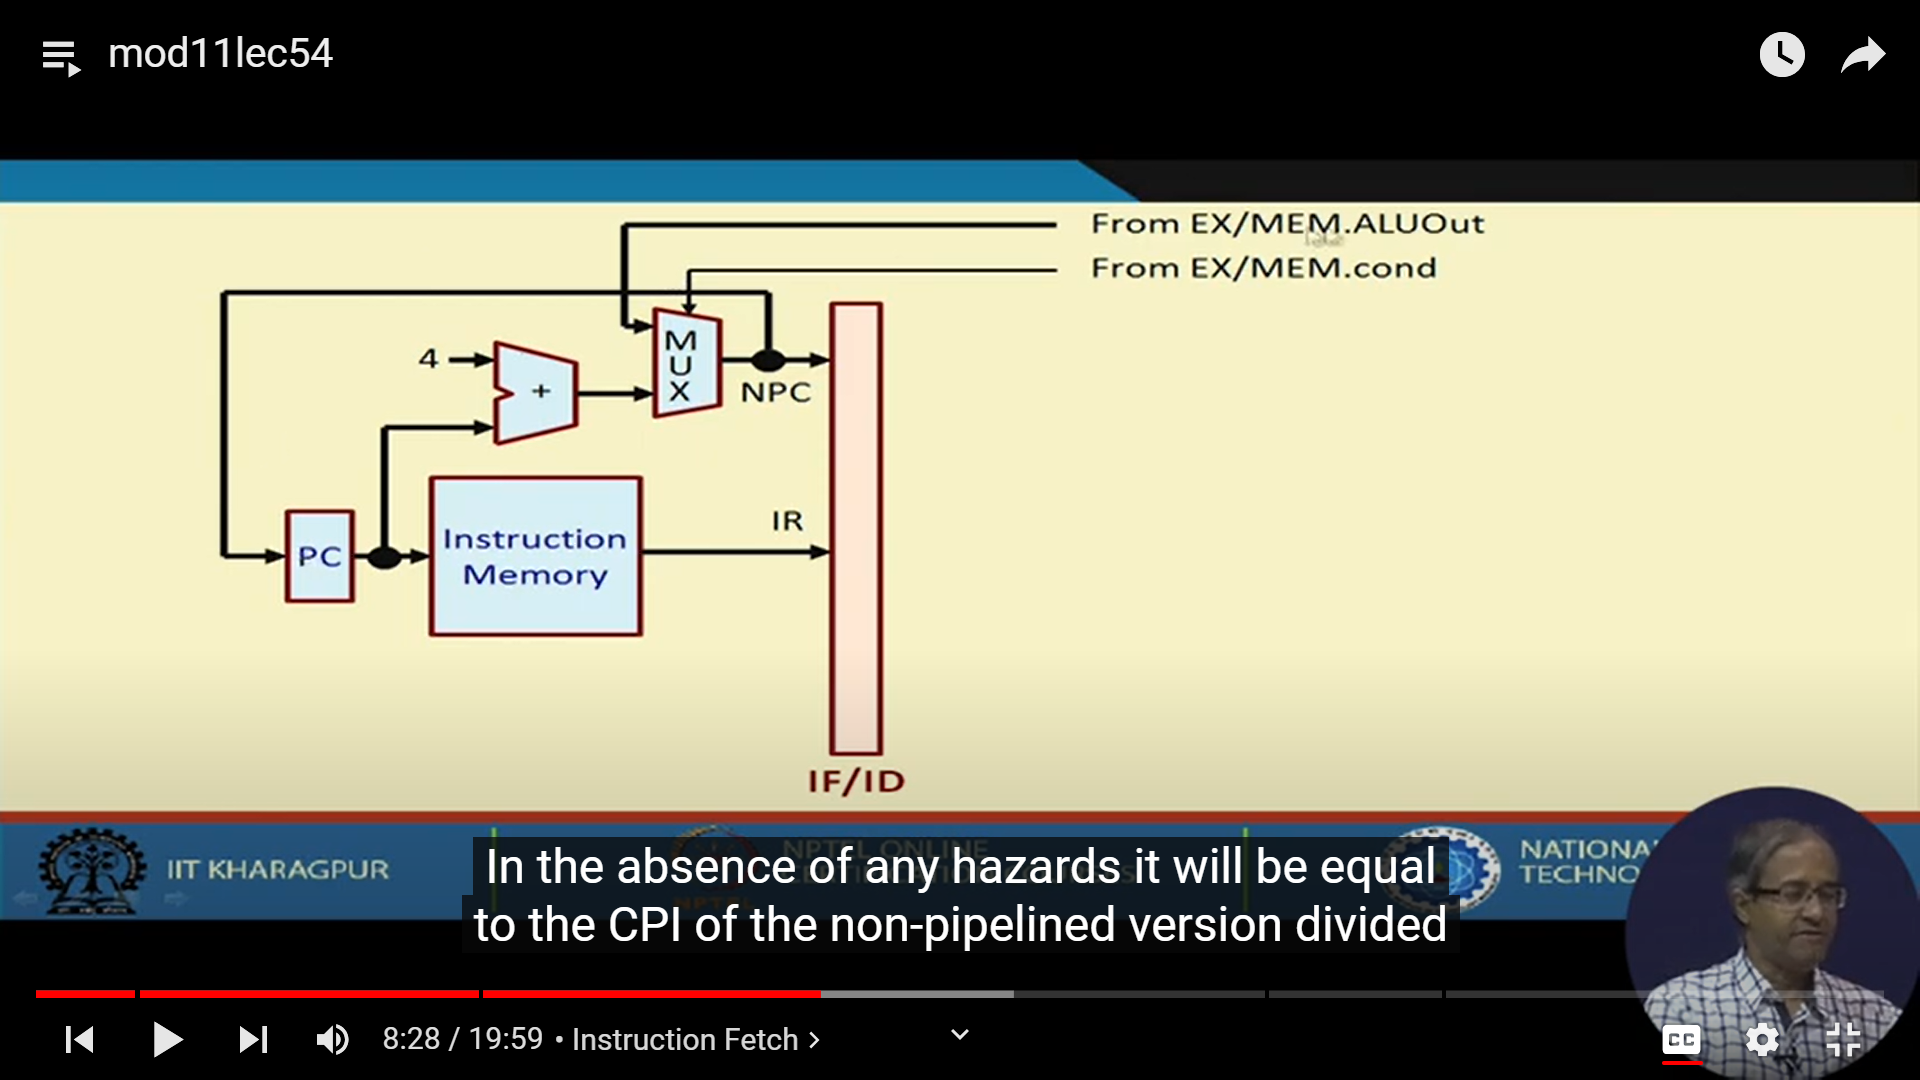 mod11lec54
From EX/MEM.ALUOut
From EX/MEM.cond
4
+
M
U
X
NPC
PC
Instruction
Memory
IR
IF/ID
IIT KHARAGPUR
NPTEL ONLINE
NATIONA
TECHNO
In the absence of any hazards it will be equal
to the CPI of the non-pipelined version divided
8:28 / 19:59 • Instruction Fetch >
CC